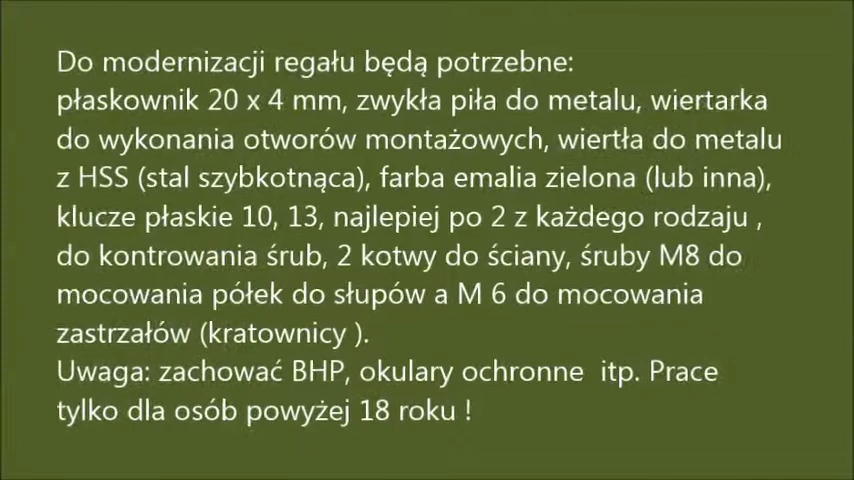 Do modernizacji regału będą potrzebne:
płaskownik 20 x 4 mm, zwykła piła do metalu, wiertarka
do wykonania otworów montażowych, wiertła do metalu
z HSS (stal szybkotnąca), farba emalia zielona (lub inna),
klucze płaskie 10, 13, najlepiej po 2 z każdego rodzaju ,
do kontrowania śrub, 2 kotwy do ściany, śruby M8 do
mocowania półek do słupów a M 6 do mocowania
zastrzałów (kratownicy ).
Uwaga: zachować BHP, okulary ochronne  itp. Prace
tylko dla osób powyżej 18 roku !